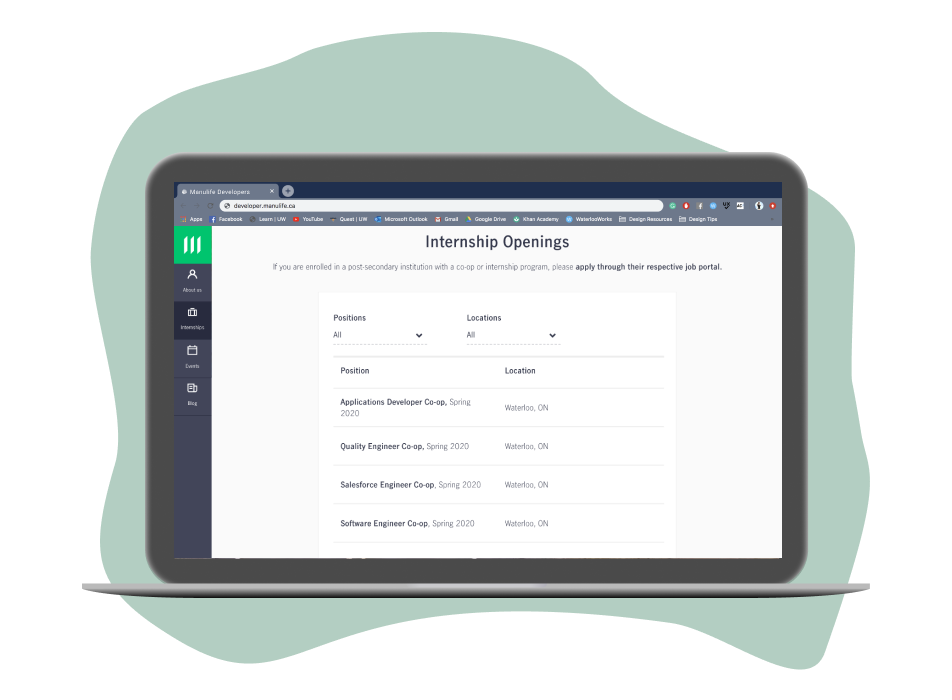 Manulife Developers
developer.manulife.ca
Apps Facebook Learn | UW YouTube Quest | UW Microsoft Outlook Gmail Google Drive Khan Academy WaterlooWorks Design Resources Design Tips
About us
Internships
Events
Blog
Internship Openings
If you are enrolled in a post-secondary institution with a co-op or internship program, please apply through their respective job portal.
Positions Locations
All All
Position Location
Applications Developer Co-op, Spring
2020
Waterloo, ON
Quality Engineer Co-op, Spring 2020 Waterloo, ON
Salesforce Engineer Co-op, Spring 2020 Waterloo, ON
Software Engineer Co-op, Spring 2020 Waterloo, ON